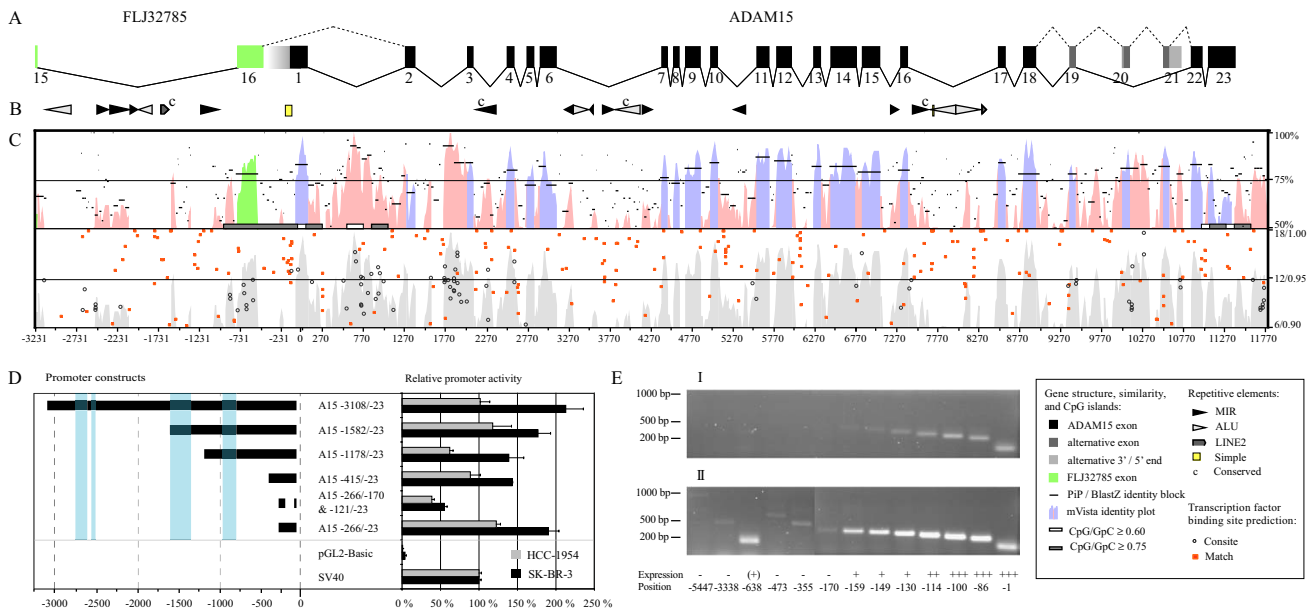 A FLJ32785 ADAM15
15 16 1 2 3 4 5 6 7 8 9 10 11 12 13 14 15 16 17 18 19 20 21 22 23
B c c c c
C 100%
75%
50%
18/1.00
12/0.95
6/0.90
-3231 -2731 -2231 -1731 -1231 -731 -231 0 270 770 1270 1770 2270 2770 3270 3770 4270 4770 5270 5770 6270 6770 7270 7770 8270 8770 9270 9770 10270 10770 11270 11770
D Promoter constructs Relative promoter activity
A15 -3108/-23
A15 -1582/-23
A15 -1178/-23
A15 -415/-23
A15 -266/-170
& -121/-23
A15 -266/-23
pGL2-Basic
SV40
HCC-1954
SK-BR-3
-3000 -2500 -2000 -1500 -1000 -500 0
0 % 50 % 100 % 150 % 200 % 250 %
E I
1000 bp
500 bp
200 bp
II
1000 bp
500 bp
200 bp
Expression - - (+) - - - + + + ++ +++ +++ +++
Position -5447 -3338 -638 -473 -355 -170 -159 -149 -130 -114 -100 -86 -1
Gene structure, similarity,
and CpG islands:
ADAM15 exon
alternative exon
alternative 3' / 5' end
FLJ32785 exon
PiP / BlastZ identity block
mVista identity plot
CpG/GpC ≥ 0.60
CpG/GpC ≥ 0.75
Repetitive elements:
MIR
ALU
LINE2
Simple
c Conserved
Transcription factor
binding site prediction:
Consite
Match